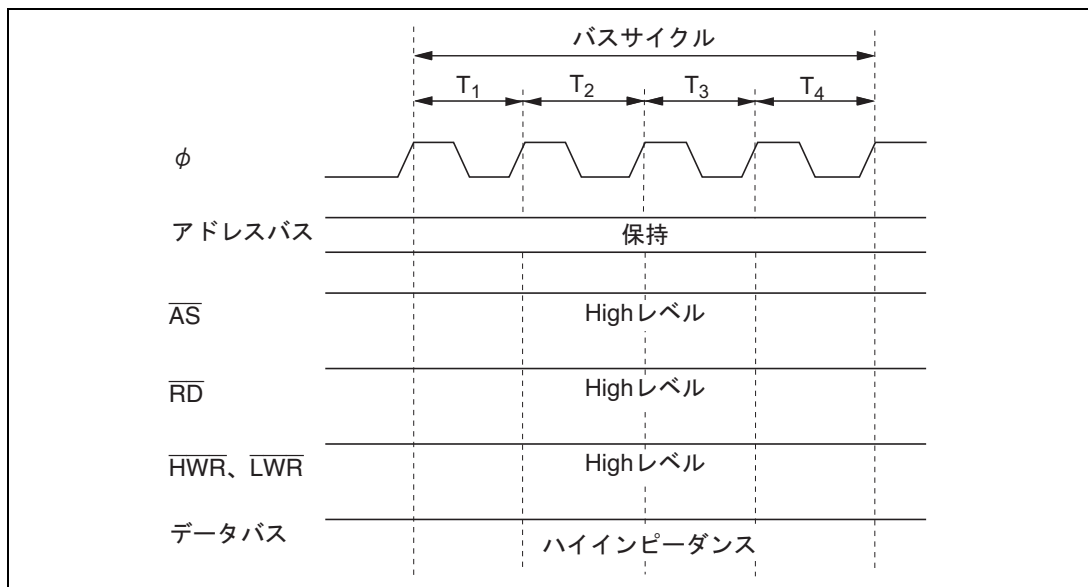 バスサイクル
T1 T2 T3 T4
φ
アドレスバス 保持
AS Highレベル
RD Highレベル
HWR、LWR Highレベル
データバス ハイインピーダンス